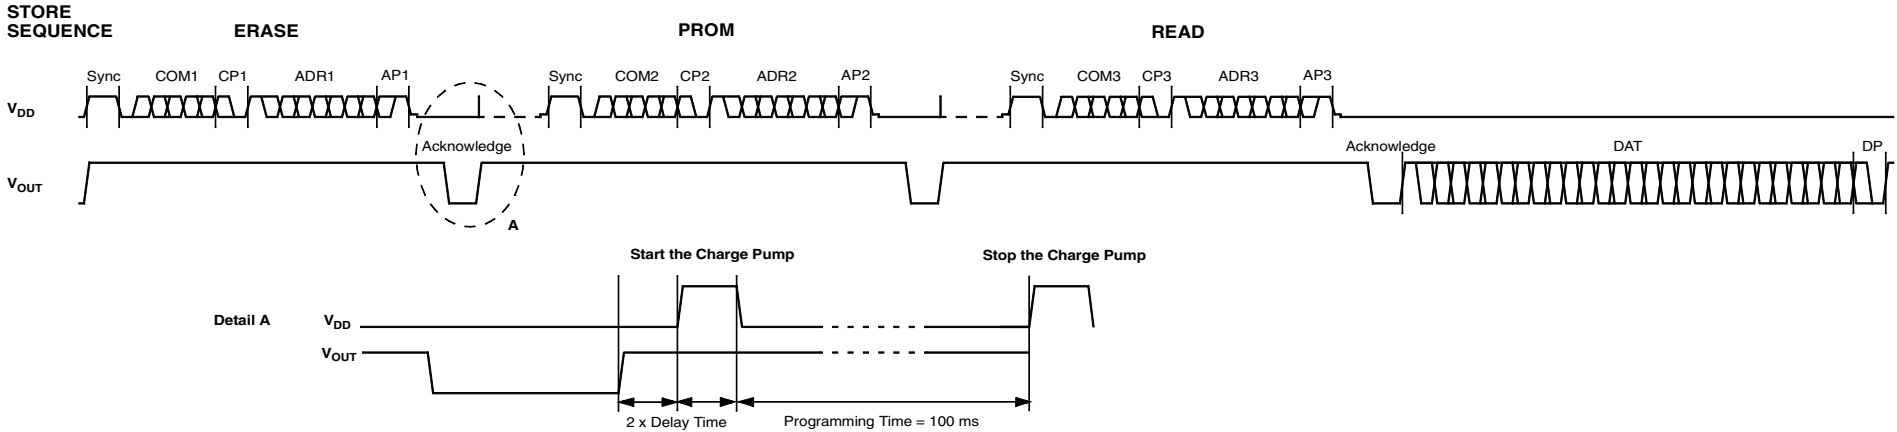 STORE
SEQUENCE
ERASE
PROM
READ
Sync COM1 CP1 ADR1 AP1
Sync COM2 CP2 ADR2 AP2
Sync COM3 CP3 ADR3 AP3
VDD
Acknowledge
Acknowledge
DAT
DP
VOUT
A
Start the Charge Pump
Stop the Charge Pump
Detail A
VDD
VOUT
2 x Delay Time
Programming Time = 100 ms